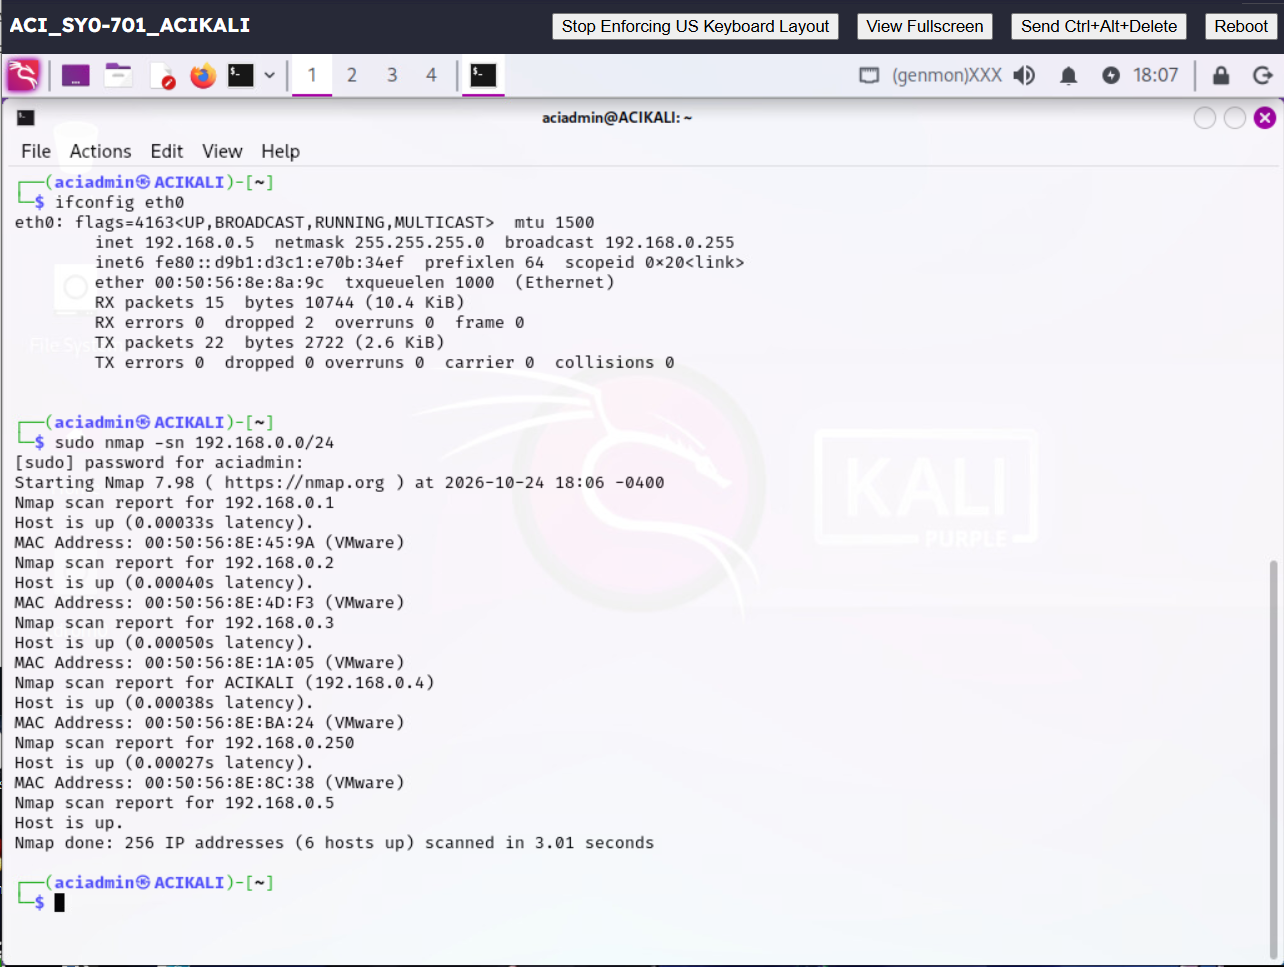 ACI_SY0-701_ACIKALI
Stop Enforcing US Keyboard Layout View Fullscreen Send Ctrl+Alt+Delete Reboot
1 2 3 4 (genmon)XXX 18:07
aciadmin@ACIKALI: ~
File Actions Edit View Help
┌──(aciadmin㉿ACIKALI)-[~]
└─$ ifconfig eth0
eth0: flags=4163<UP,BROADCAST,RUNNING,MULTICAST>  mtu 1500
        inet 192.168.0.5  netmask 255.255.255.0  broadcast 192.168.0.255
        inet6 fe80::d9b1:d3c1:e70b:34ef  prefixlen 64  scopeid 0×20<link>
        ether 00:50:56:8e:8a:9c  txqueuelen 1000  (Ethernet)
        RX packets 15  bytes 10744 (10.4 KiB)
        RX errors 0  dropped 2  overruns 0  frame 0
        TX packets 22  bytes 2722 (2.6 KiB)
        TX errors 0  dropped 0 overruns 0  carrier 0  collisions 0
┌──(aciadmin㉿ACIKALI)-[~]
└─$ sudo nmap -sn 192.168.0.0/24
[sudo] password for aciadmin:
Starting Nmap 7.98 ( https://nmap.org ) at 2026-10-24 18:06 -0400
Nmap scan report for 192.168.0.1
Host is up (0.00033s latency).
MAC Address: 00:50:56:8E:45:9A (VMware)
Nmap scan report for 192.168.0.2
Host is up (0.00040s latency).
MAC Address: 00:50:56:8E:4D:F3 (VMware)
Nmap scan report for 192.168.0.3
Host is up (0.00050s latency).
MAC Address: 00:50:56:8E:1A:05 (VMware)
Nmap scan report for ACIKALI (192.168.0.4)
Host is up (0.00038s latency).
MAC Address: 00:50:56:8E:BA:24 (VMware)
Nmap scan report for 192.168.0.250
Host is up (0.00027s latency).
MAC Address: 00:50:56:8E:8C:38 (VMware)
Nmap scan report for 192.168.0.5
Host is up.
Nmap done: 256 IP addresses (6 hosts up) scanned in 3.01 seconds
┌──(aciadmin㉿ACIKALI)-[~]
└─$
KALI
PURPLE